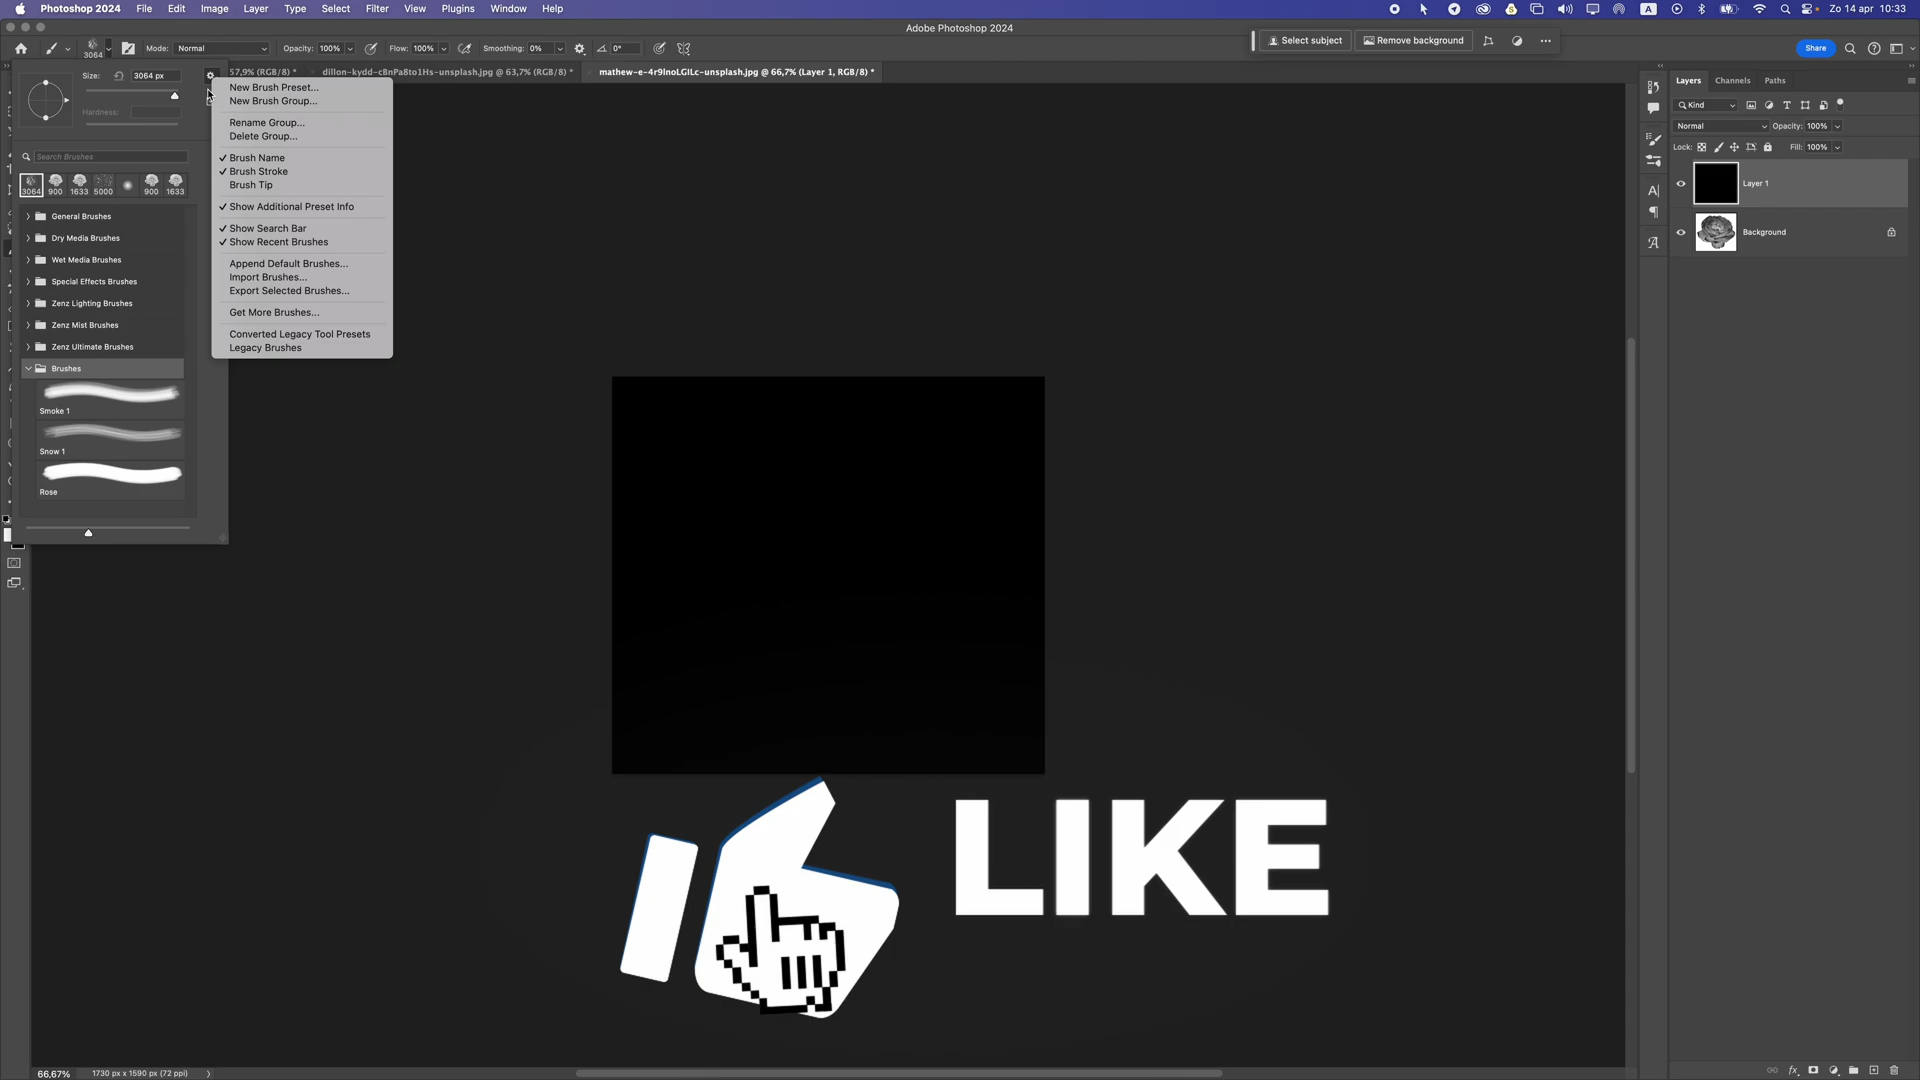 Photoshop 2024 File Edit Image Layer Type Select Filter View Plugins Window Help A Zo 14 apr 10:33
Adobe Photoshop 2024
3064 Mode: Normal Opacity: 100% Flow: 100% Smoothing: 0% 0° Select subject Remove background Share
Size: 3064 px
57,9% (RGB/8) * dillon-kydd-cBnPa8to1Hs-unsplash.jpg @ 63,7% (RGB/8) * mathew-e-4r9InoLGILc-unsplash.jpg @ 66,7% (Layer 1, RGB/8) *
Hardness:
Search Brushes
3064 900 1633 5000 900 1633
General Brushes
Dry Media Brushes
Wet Media Brushes
Special Effects Brushes
Zenz Lighting Brushes
Zenz Mist Brushes
Zenz Ultimate Brushes
Brushes
Smoke 1
Snow 1
Rose
New Brush Preset...
New Brush Group...
Rename Group...
Delete Group...
Brush Name
Brush Stroke
Brush Tip
Show Additional Preset Info
Show Search Bar
Show Recent Brushes
Append Default Brushes...
Import Brushes...
Export Selected Brushes...
Get More Brushes...
Converted Legacy Tool Presets
Legacy Brushes
LIKE
Layers Channels Paths
Kind
Normal Opacity: 100%
Lock: Fill: 100%
Layer 1
Background
66,67% 1730 px x 1590 px (72 ppi)